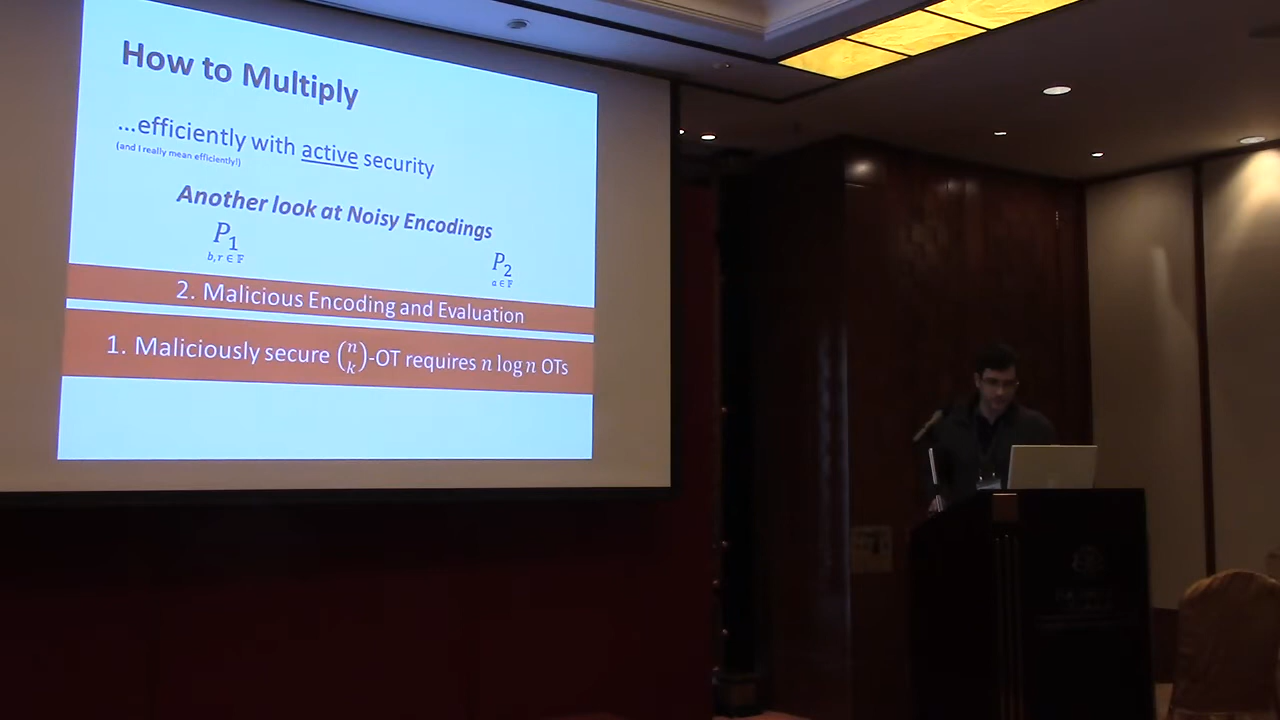 How to Multiply
...efficiently with active security
(and I really mean efficiently!)
Another look at Noisy Encodings
P₁
b, r ∈ 𝔽
P₂
a ∈ 𝔽
2. Malicious Encoding and Evaluation
1. Maliciously secure (n k)-OT requires n log n OTs